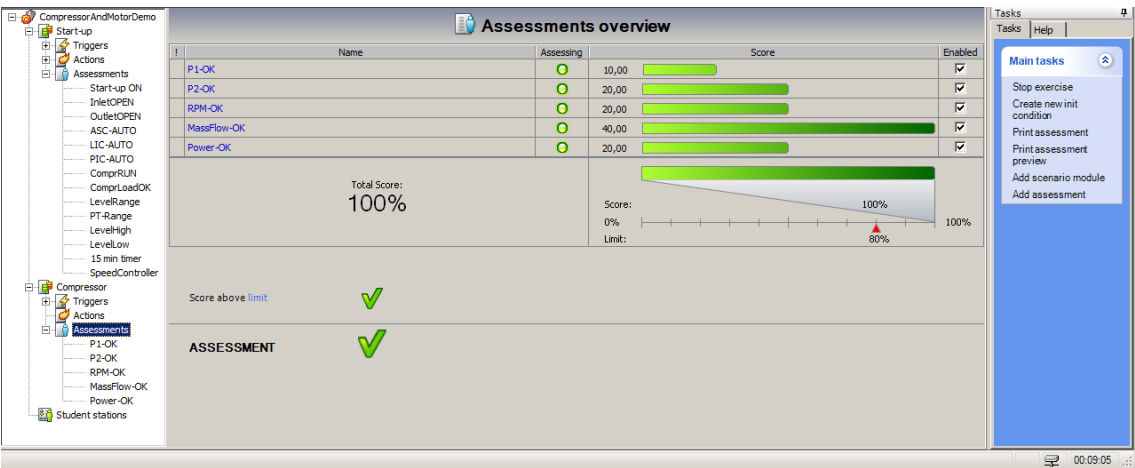 CompressorAndMotorDemo
Start-up
Triggers
Actions
Assessments
Start-up ON
InletOPEN
OutletOPEN
ASC-AUTO
LIC-AUTO
PIC-AUTO
ComprRUN
ComprLoadOK
LevelRange
PT-Range
LevelHigh
LevelLow
15 min timer
SpeedController
Compressor
Triggers
Actions
Assessments
P1-OK
P2-OK
RPM-OK
MassFlow-OK
Power-OK
Student stations
Assessments overview
! Name Assessing Score Enabled
P1-OK 10,00
P2-OK 20,00
RPM-OK 20,00
MassFlow-OK 40,00
Power-OK 20,00
Total Score:
100%
Score: 100%
0% 100%
Limit: 80%
Score above limit
ASSESSMENT
Tasks
Tasks Help
Main tasks
Stop exercise
Create new init
condition
Print assessment
Print assessment
preview
Add scenario module
Add assessment
00:09:05